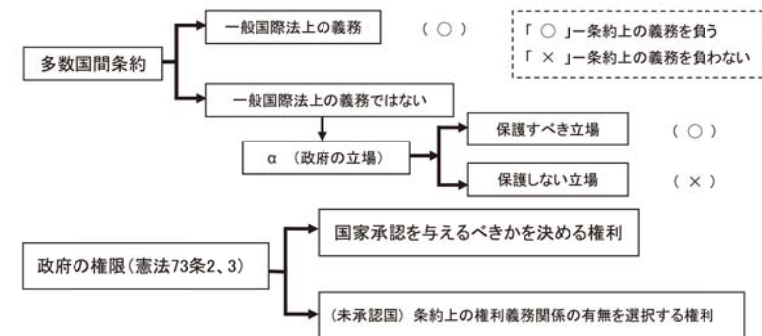 一般国際法上の義務 （ ○ ）
「 ○ 」ー条約上の義務を負う
「 × 」ー条約上の義務を負わない
多数国間条約
一般国際法上の義務ではない
α （政府の立場）
保護すべき立場 （ ○ ）
保護しない立場 （ × ）
政府の権限(憲法73条2、3)
国家承認を与えるべきかを決める権利
(未承認国) 条約上の権利義務関係の有無を選択する権利